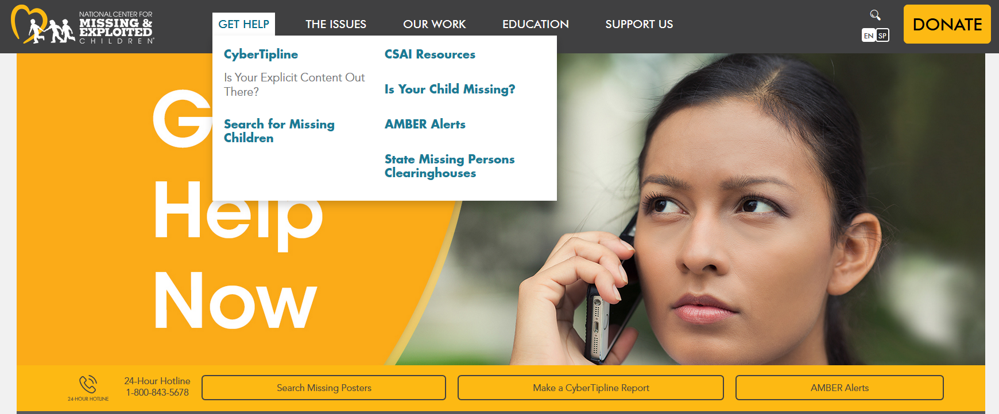 NATIONAL CENTER FOR
MISSING &
EXPLOITED
CHILDREN®
GET HELP
THE ISSUES
OUR WORK
EDUCATION
SUPPORT US
EN
SP
DONATE
CyberTipline
Is Your Explicit Content Out
There?
Search for Missing
Children
CSAI Resources
Is Your Child Missing?
AMBER Alerts
State Missing Persons
Clearinghouses
G
Help
Now
24-HOUR HOTLINE
24-Hour Hotline
1-800-843-5678
Search Missing Posters
Make a CyberTipline Report
AMBER Alerts